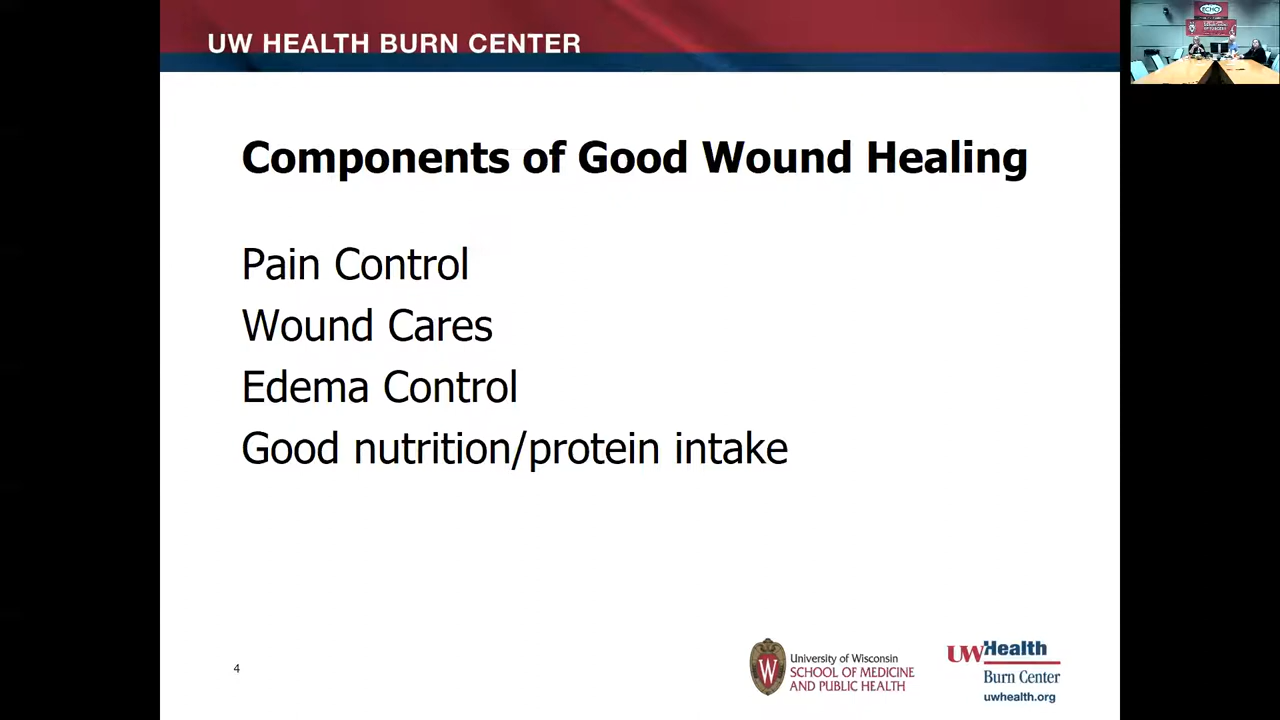 UW HEALTH BURN CENTER
Components of Good Wound Healing
Pain Control
Wound Cares
Edema Control
Good nutrition/protein intake
4
W
University of Wisconsin
SCHOOL OF MEDICINE
AND PUBLIC HEALTH
UWHealth
Burn Center
uwhealth.org
ECHO